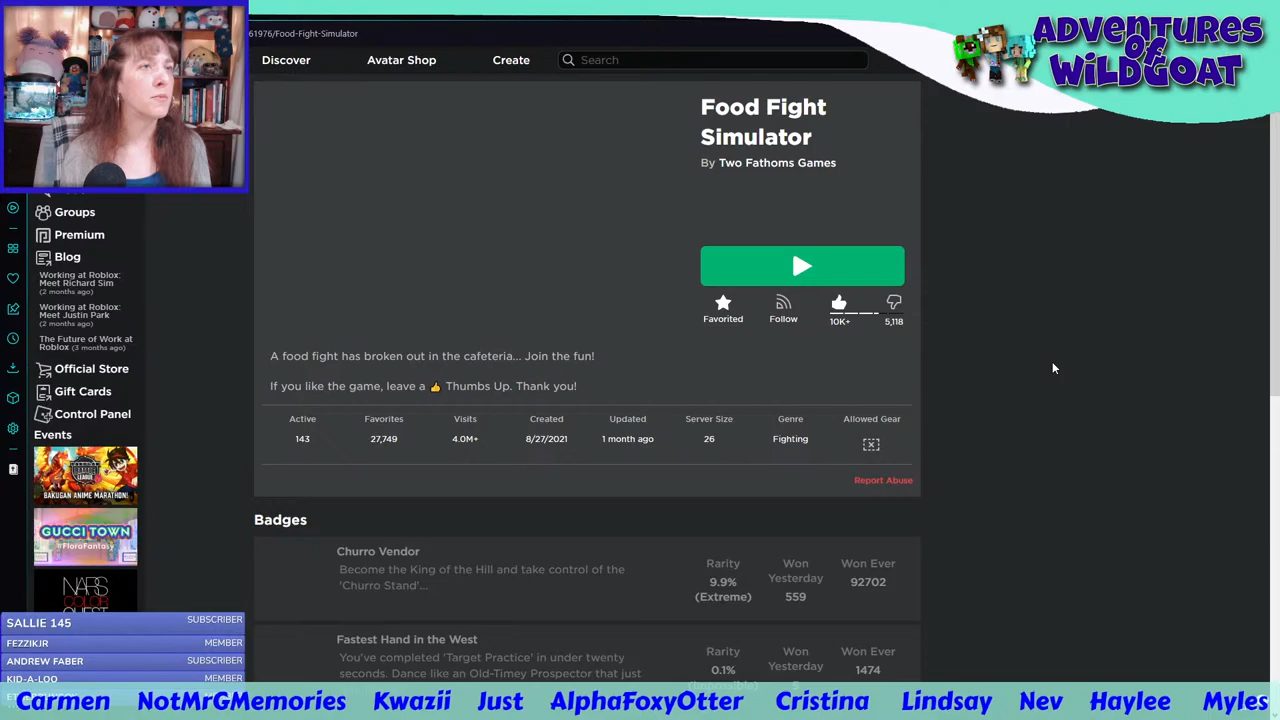 61976/Food-Fight-Simulator
ADVENTURES
OF
WILDGOAT
Discover
Avatar Shop
Create
Search
Food Fight
Simulator
By Two Fathoms Games
Groups
Premium
Blog
Working at Roblox:
Meet Richard Sim
(2 months ago)
Working at Roblox:
Meet Justin Park
(2 months ago)
The Future of Work at
Roblox (3 months ago)
Official Store
Gift Cards
Control Panel
Events
BAKUGAN ANIME MARATHON!
GUCCI TOWN
#FloraFantasy
NARS
COLOR
QUEST
Favorited
Follow
10K+
5,118
A food fight has broken out in the cafeteria... Join the fun!
If you like the game, leave a 👍 Thumbs Up. Thank you!
Active Favorites Visits Created Updated Server Size Genre Allowed Gear
143 27,749 4.0M+ 8/27/2021 1 month ago 26 Fighting
Report Abuse
Badges
Churro Vendor
Become the King of the Hill and take control of the
'Churro Stand'...
Rarity
9.9%
(Extreme)
Won
Yesterday
559
Won Ever
92702
Fastest Hand in the West
You've completed 'Target Practice' in under twenty
seconds. Dance like an Old-Timey Prospector that just
Rarity
0.1%
Won
Yesterday
Won Ever
1474
SALLIE 145 SUBSCRIBER
FEZZIKJR MEMBER
ANDREW FABER SUBSCRIBER
KID-A-LOO MEMBER
Carmen NotMrGMemories Kwazii Just AlphaFoxyOtter Cristina Lindsay Nev Haylee Myles